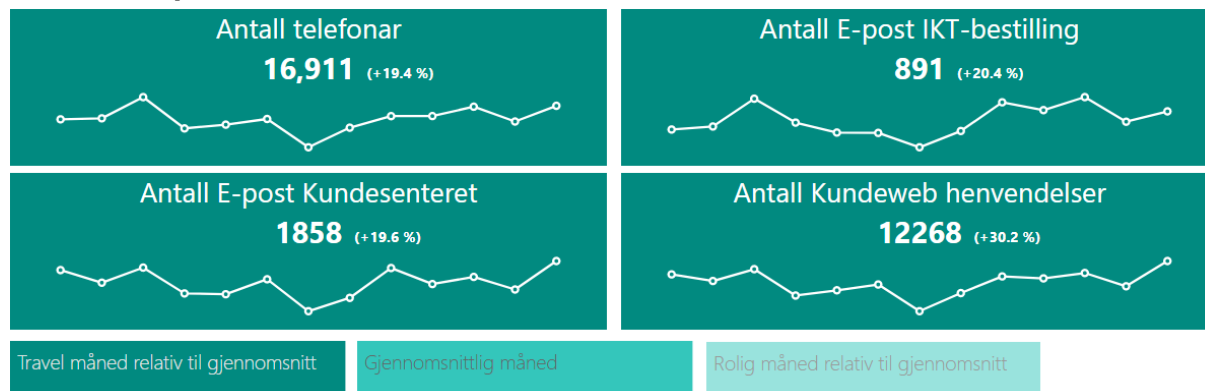 Antall telefonar
16,911 (+19.4 %)
Antall E-post IKT-bestilling
891 (+20.4 %)
Antall E-post Kundesenteret
1858 (+19.6 %)
Antall Kundeweb henvendelser
12268 (+30.2 %)
Travel måned relativ til gjennomsnitt
Gjennomsnittlig måned
Rolig måned relativ til gjennomsnitt